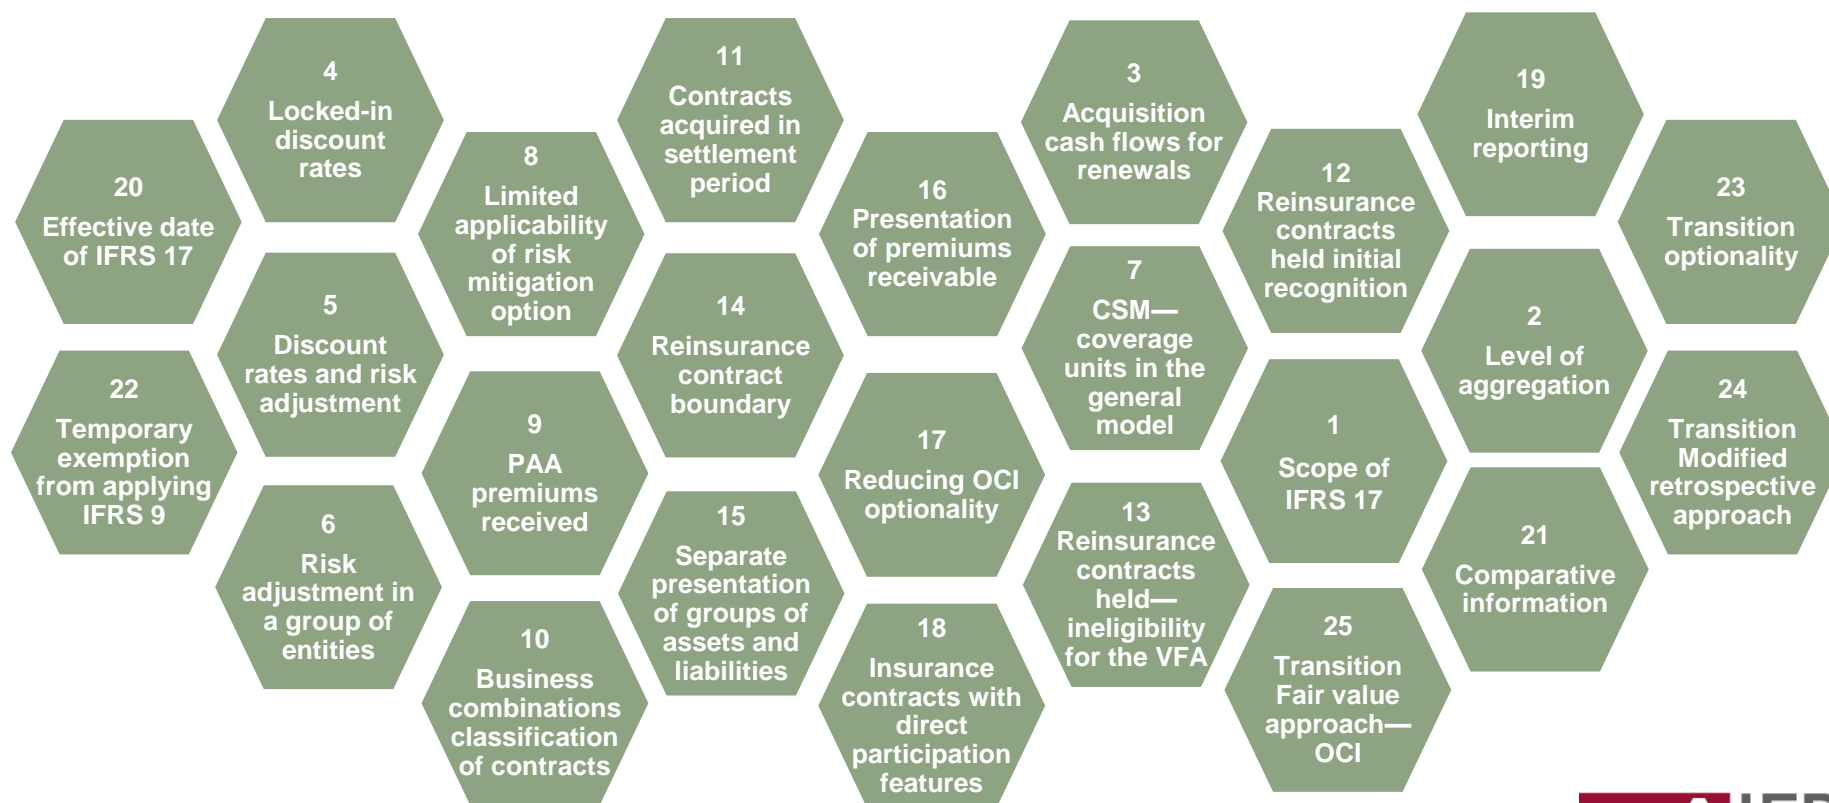 4
Locked-in
discount
rates
11
Contracts
acquired in
settlement
period
3
Acquisition
cash flows for
renewals
19
Interim
reporting
20
Effective date
of IFRS 17
8
Limited
applicability
of risk
mitigation
option
16
Presentation
of premiums
receivable
12
Reinsurance
contracts
held initial
recognition
23
Transition
optionality
5
Discount
rates and risk
adjustment
14
Reinsurance
contract
boundary
7
CSM—
coverage
units in the
general
model
2
Level of
aggregation
22
Temporary
exemption
from applying
IFRS 9
9
PAA
premiums
received
17
Reducing OCI
optionality
1
Scope of
IFRS 17
24
Transition
Modified
retrospective
approach
6
Risk
adjustment in
a group of
entities
15
Separate
presentation
of groups of
assets and
liabilities
13
Reinsurance
contracts
held—
ineligibility
for the VFA
21
Comparative
information
10
Business
combinations
classification
of contracts
18
Insurance
contracts with
direct
participation
features
25
Transition
Fair value
approach—
OCI